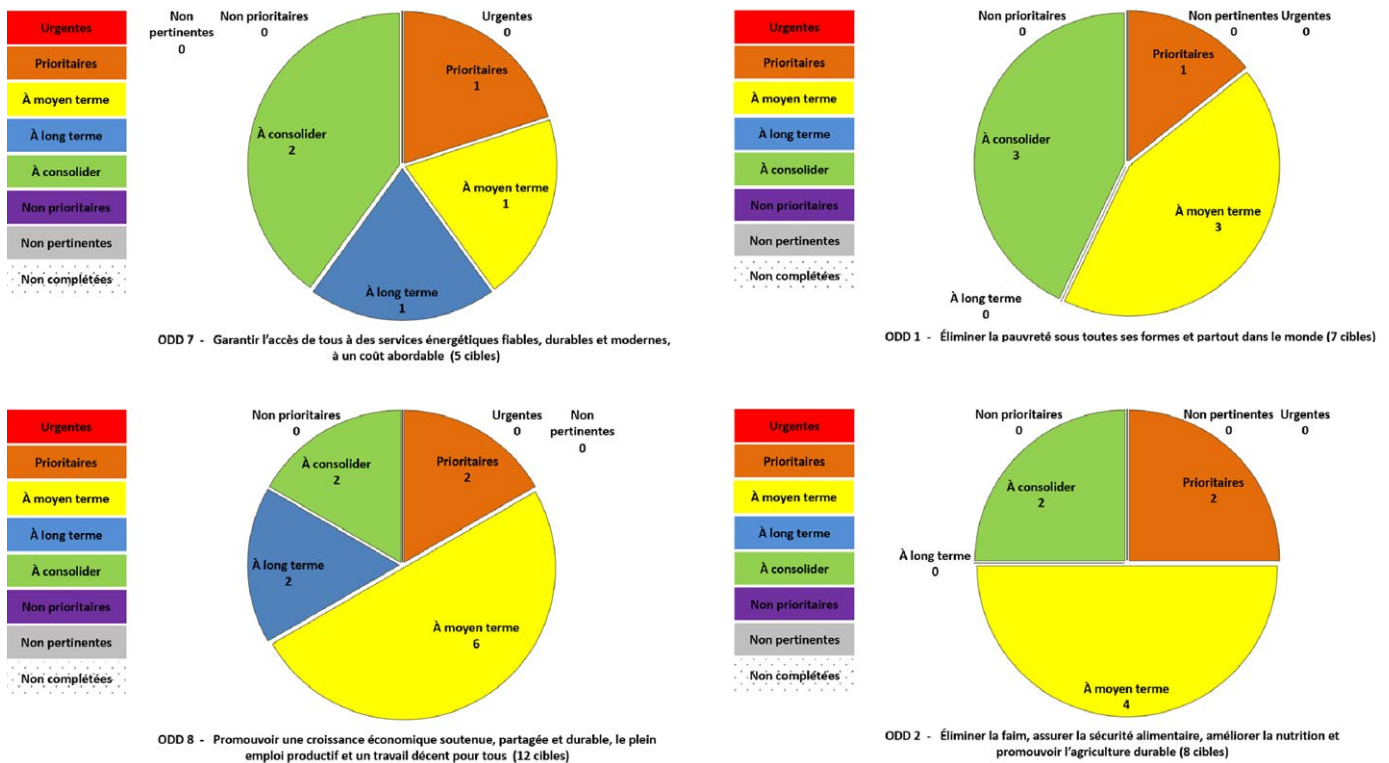 Urgentes
Prioritaires
À moyen terme
À long terme
À consolider
Non prioritaires
Non pertinentes
Non complétées
Non
pertinentes
0
Non prioritaires
0
Urgentes
0
Prioritaires
1
À consolider
2
À moyen terme
1
À long terme
1
ODD 7 - Garantir l'accès de tous à des services énergétiques fiables, durables et modernes,
à un coût abordable (5 cibles)
Urgentes
Prioritaires
À moyen terme
À long terme
À consolider
Non prioritaires
Non pertinentes
Non complétées
Non prioritaires
0
Non pertinentes
0
Urgentes
0
Prioritaires
1
À consolider
3
À moyen terme
3
À long terme
0
ODD 1 - Éliminer la pauvreté sous toutes ses formes et partout dans le monde (7 cibles)
Urgentes
Prioritaires
À moyen terme
À long terme
À consolider
Non prioritaires
Non pertinentes
Non complétées
Non prioritaires
0
Urgentes
0
Non
pertinentes
0
À consolider
2
Prioritaires
2
À long terme
2
À moyen terme
6
ODD 8 - Promouvoir une croissance économique soutenue, partagée et durable, le plein
emploi productif et un travail décent pour tous (12 cibles)
Urgentes
Prioritaires
À moyen terme
À long terme
À consolider
Non prioritaires
Non pertinentes
Non complétées
Non prioritaires
0
Non pertinentes
0
Urgentes
0
À consolider
2
Prioritaires
2
À long terme
0
À moyen terme
4
ODD 2 - Éliminer la faim, assurer la sécurité alimentaire, améliorer la nutrition et
promouvoir l'agriculture durable (8 cibles)